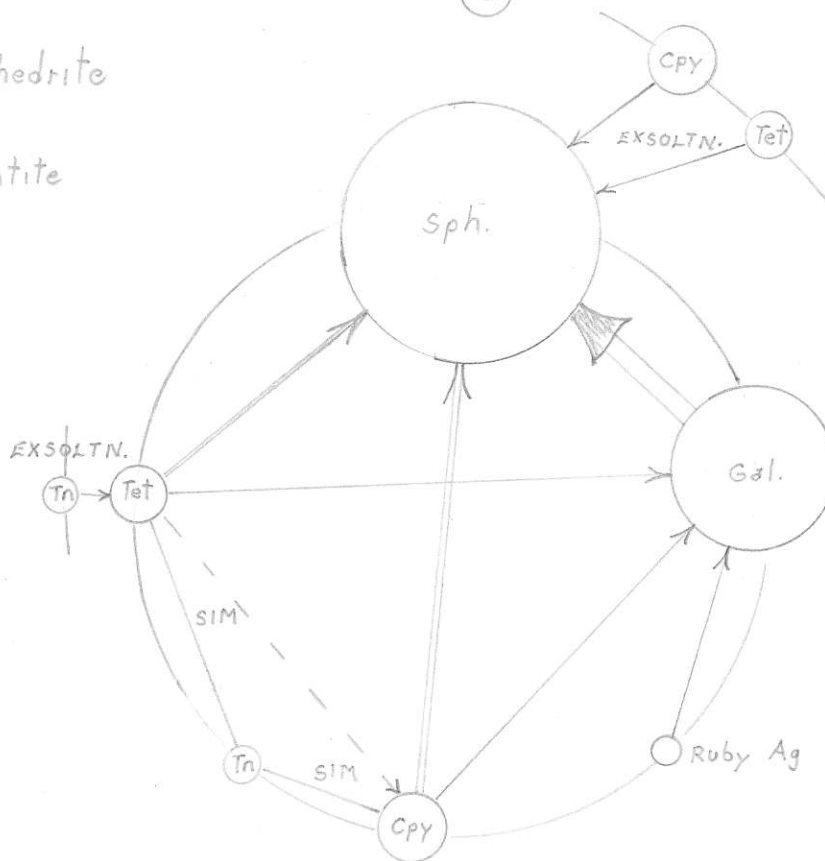 hedrite
Cpy
EXSOLTN.
Tet
tite
Sph.
EXSOLTN.
Tn
Tet
Gal.
SIM
Tn
SIM
Cpy
Ruby Ag